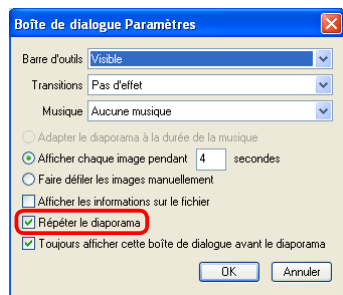 Boîte de dialogue Paramètres
Barre d'outils Visible
Transitions Pas d'effet
Musique Aucune musique
Adapter le diaporama à la durée de la musique
Afficher chaque image pendant 4 secondes
Faire défiler les images manuellement
Afficher les informations sur le fichier
Répéter le diaporama
Toujours afficher cette boîte de dialogue avant le diaporama
OK Annuler